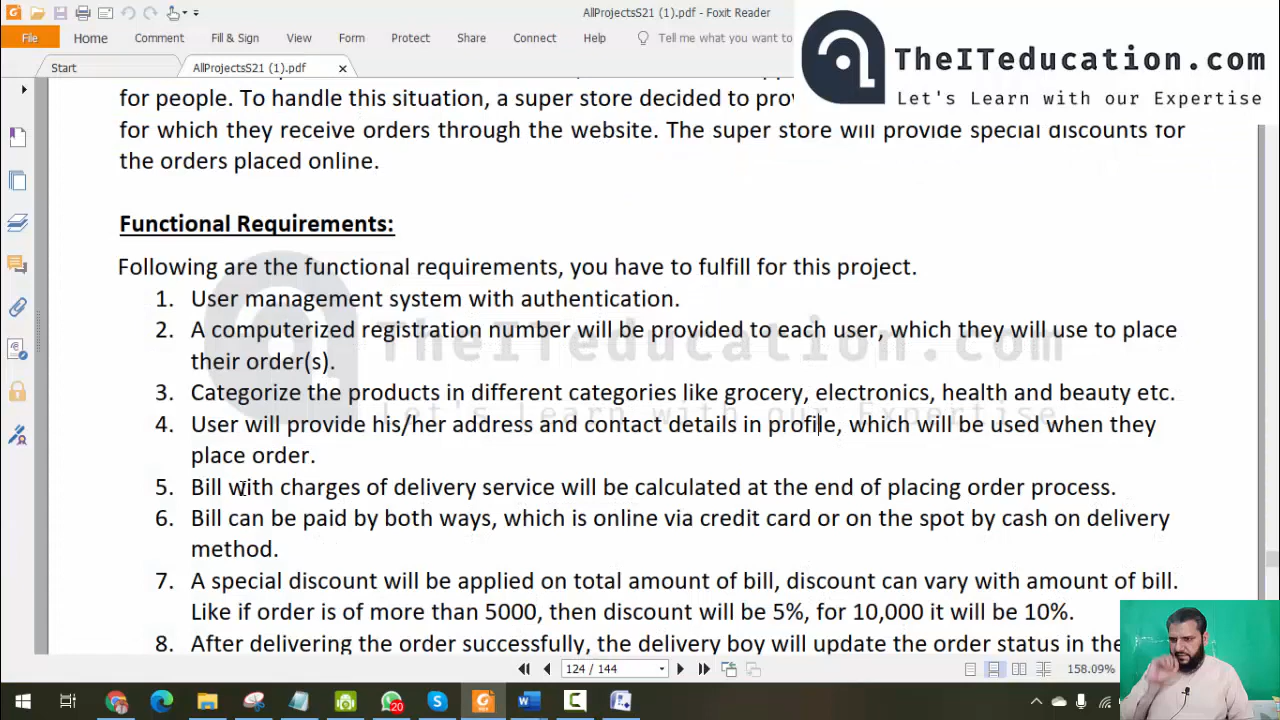 AllProjectsS21 (1).pdf - Foxit Reader
File
Home
Comment
Fill & Sign
View
Form
Protect
Share
Connect
Help
Tell me what you want to
Start
AllProjectsS21 (1).pdf
TheITeducation.com
Let's Learn with our Expertise
for people. To handle this situation, a super store decided to
for which they receive orders through the website. The super store will provide special discounts for
the orders placed online.
Functional Requirements:
Following are the functional requirements, you have to fulfill for this project.
1. User management system with authentication.
2. A computerized registration number will be provided to each user, which they will use to place
their order(s).
3. Categorize the products in different categories like grocery, electronics, health and beauty etc.
4. User will provide his/her address and contact details in profile, which will be used when they
place order.
5. Bill with charges of delivery service will be calculated at the end of placing order process.
6. Bill can be paid by both ways, which is online via credit card or on the spot by cash on delivery
method.
7. A special discount will be applied on total amount of bill, discount can vary with amount of bill.
Like if order is of more than 5000, then discount will be 5%, for 10,000 it will be 10%.
8. After delivering the order successfully, the delivery boy will update the order status in the
TheITeducation.com
Let's Learn with our Expertise
124 / 144
158.09%
20